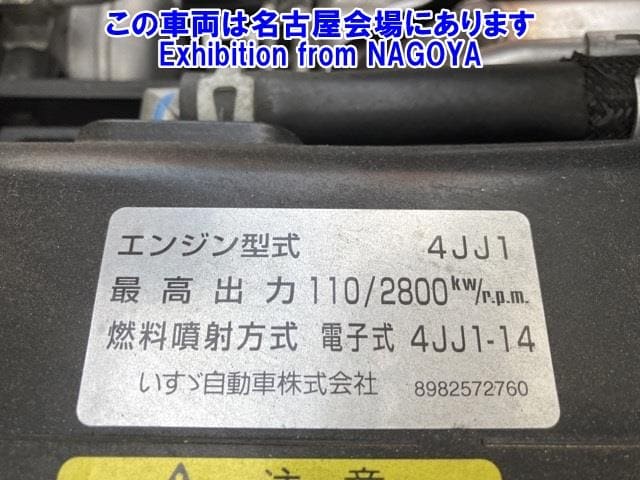 この車両は名古屋会場にあります
Exhibition from NAGOYA
エンジン型式 4JJ1
最高出力 110/2800 kW/r.p.m.
燃料噴射方式 電子式 4JJ1-14
いすゞ自動車株式会社 8982572760
注意